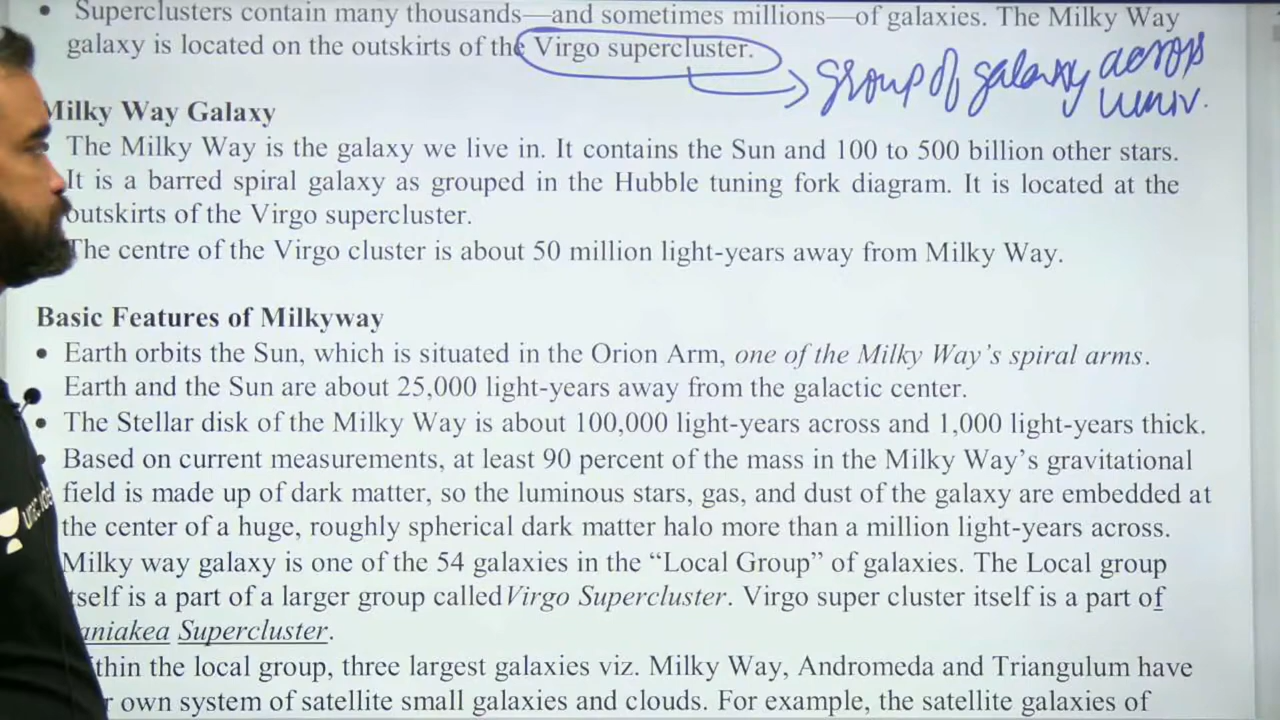 • Superclusters contain many thousands—and sometimes millions—of galaxies. The Milky Way
galaxy is located on the outskirts of the Virgo supercluster.
group of galaxy across
univ.
Milky Way Galaxy
The Milky Way is the galaxy we live in. It contains the Sun and 100 to 500 billion other stars.
It is a barred spiral galaxy as grouped in the Hubble tuning fork diagram. It is located at the
outskirts of the Virgo supercluster.
The centre of the Virgo cluster is about 50 million light-years away from Milky Way.
Basic Features of Milkyway
• Earth orbits the Sun, which is situated in the Orion Arm, one of the Milky Way's spiral arms.
Earth and the Sun are about 25,000 light-years away from the galactic center.
• The Stellar disk of the Milky Way is about 100,000 light-years across and 1,000 light-years thick.
• Based on current measurements, at least 90 percent of the mass in the Milky Way's gravitational
field is made up of dark matter, so the luminous stars, gas, and dust of the galaxy are embedded at
the center of a huge, roughly spherical dark matter halo more than a million light-years across.
Milky way galaxy is one of the 54 galaxies in the “Local Group” of galaxies. The Local group
itself is a part of a larger group called Virgo Supercluster. Virgo super cluster itself is a part of
aniakea Supercluster.
thin the local group, three largest galaxies viz. Milky Way, Andromeda and Triangulum have
r own system of satellite small galaxies and clouds. For example, the satellite galaxies of